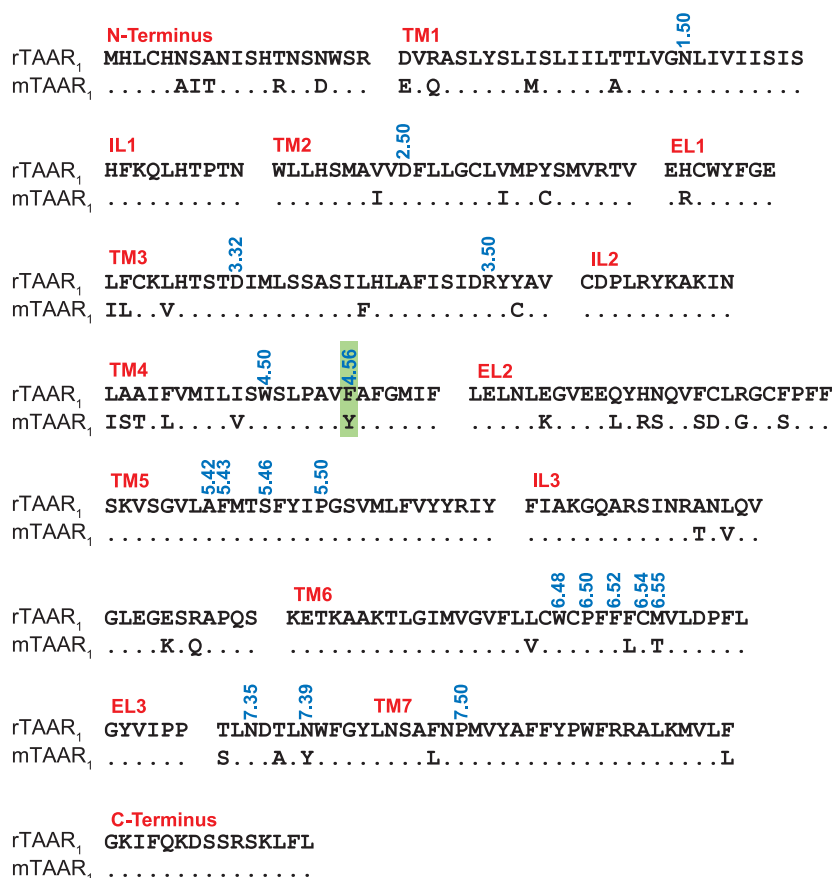 N-Terminus TM1 1.50
rTAAR1 MHLCHNSANISHTNSNWSR DVRASLYSLISLIILTTLVGNLIVIISIS
mTAAR1 .....AIT....R..D... E.Q......M.....A.............
IL1 TM2 2.50 EL1
rTAAR1 HFKQLHTPTN WLLHSMAVVDFLLGCLVMPYSMVRTV EHCWYFGE
mTAAR1 .......... .......I........I..C...... .R......
TM3 3.32 3.50 IL2
rTAAR1 LFCKLHTSTDIMLSSASILHLAFISIDRYYAV CDPLRYKAKIN
mTAAR1 IL..V.............F..........C.. ...........
TM4 4.50 4.56 EL2
rTAAR1 LAAIFVMILISWSLPAVFAFGMIF LELNLEGVEEQYHNQVFCLRGCFPFF
mTAAR1 IST.L....V.......Y...... .....K....L.RS..SD.G..S...
TM5 5.42 5.43 5.46 5.50 IL3
rTAAR1 SKVSGVLAFMTSFYIPGSVMLFVYYRIY FIAKGQARSINRANLQV
mTAAR1 ............................ ............T.V..
TM6 6.48 6.50 6.52 6.54 6.55
rTAAR1 GLEGESRAPQS KETKAAKTLGIMVGVFLLCWCPFFFCMVLDPFL
mTAAR1 ....K.Q.... .................V......L.T......
EL3 7.35 7.39 TM7 7.50
rTAAR1 GYVIPP TLNDTLNWFGYLNSAFNPMVYAFFYPWFRRALKMVLF
mTAAR1 ...... S...A.Y........L....................L
C-Terminus
rTAAR1 GKIFQKDSSRSKLFL
mTAAR1 ...............